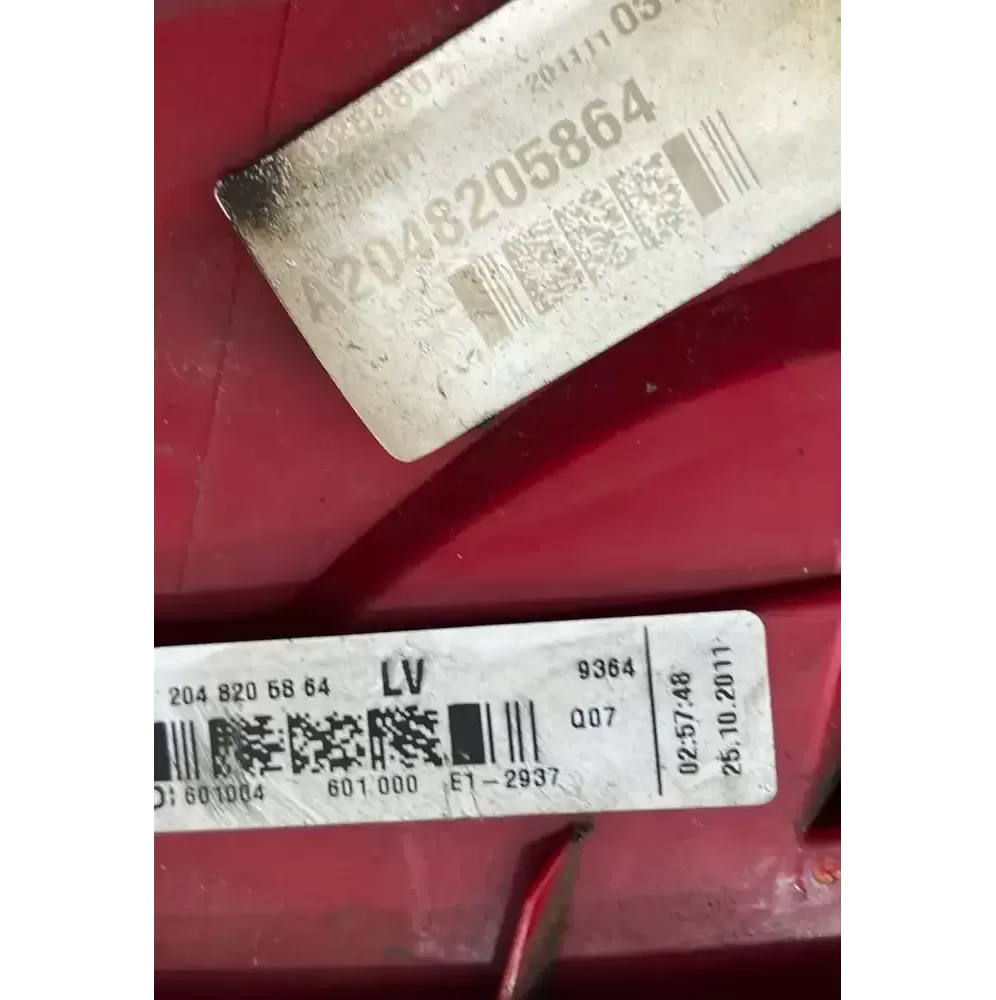 201111 03
A2048205864
204 820 58 64 LV 9364
Q07
601004 601 000 E1-2937
02:57:48
25.10.2011